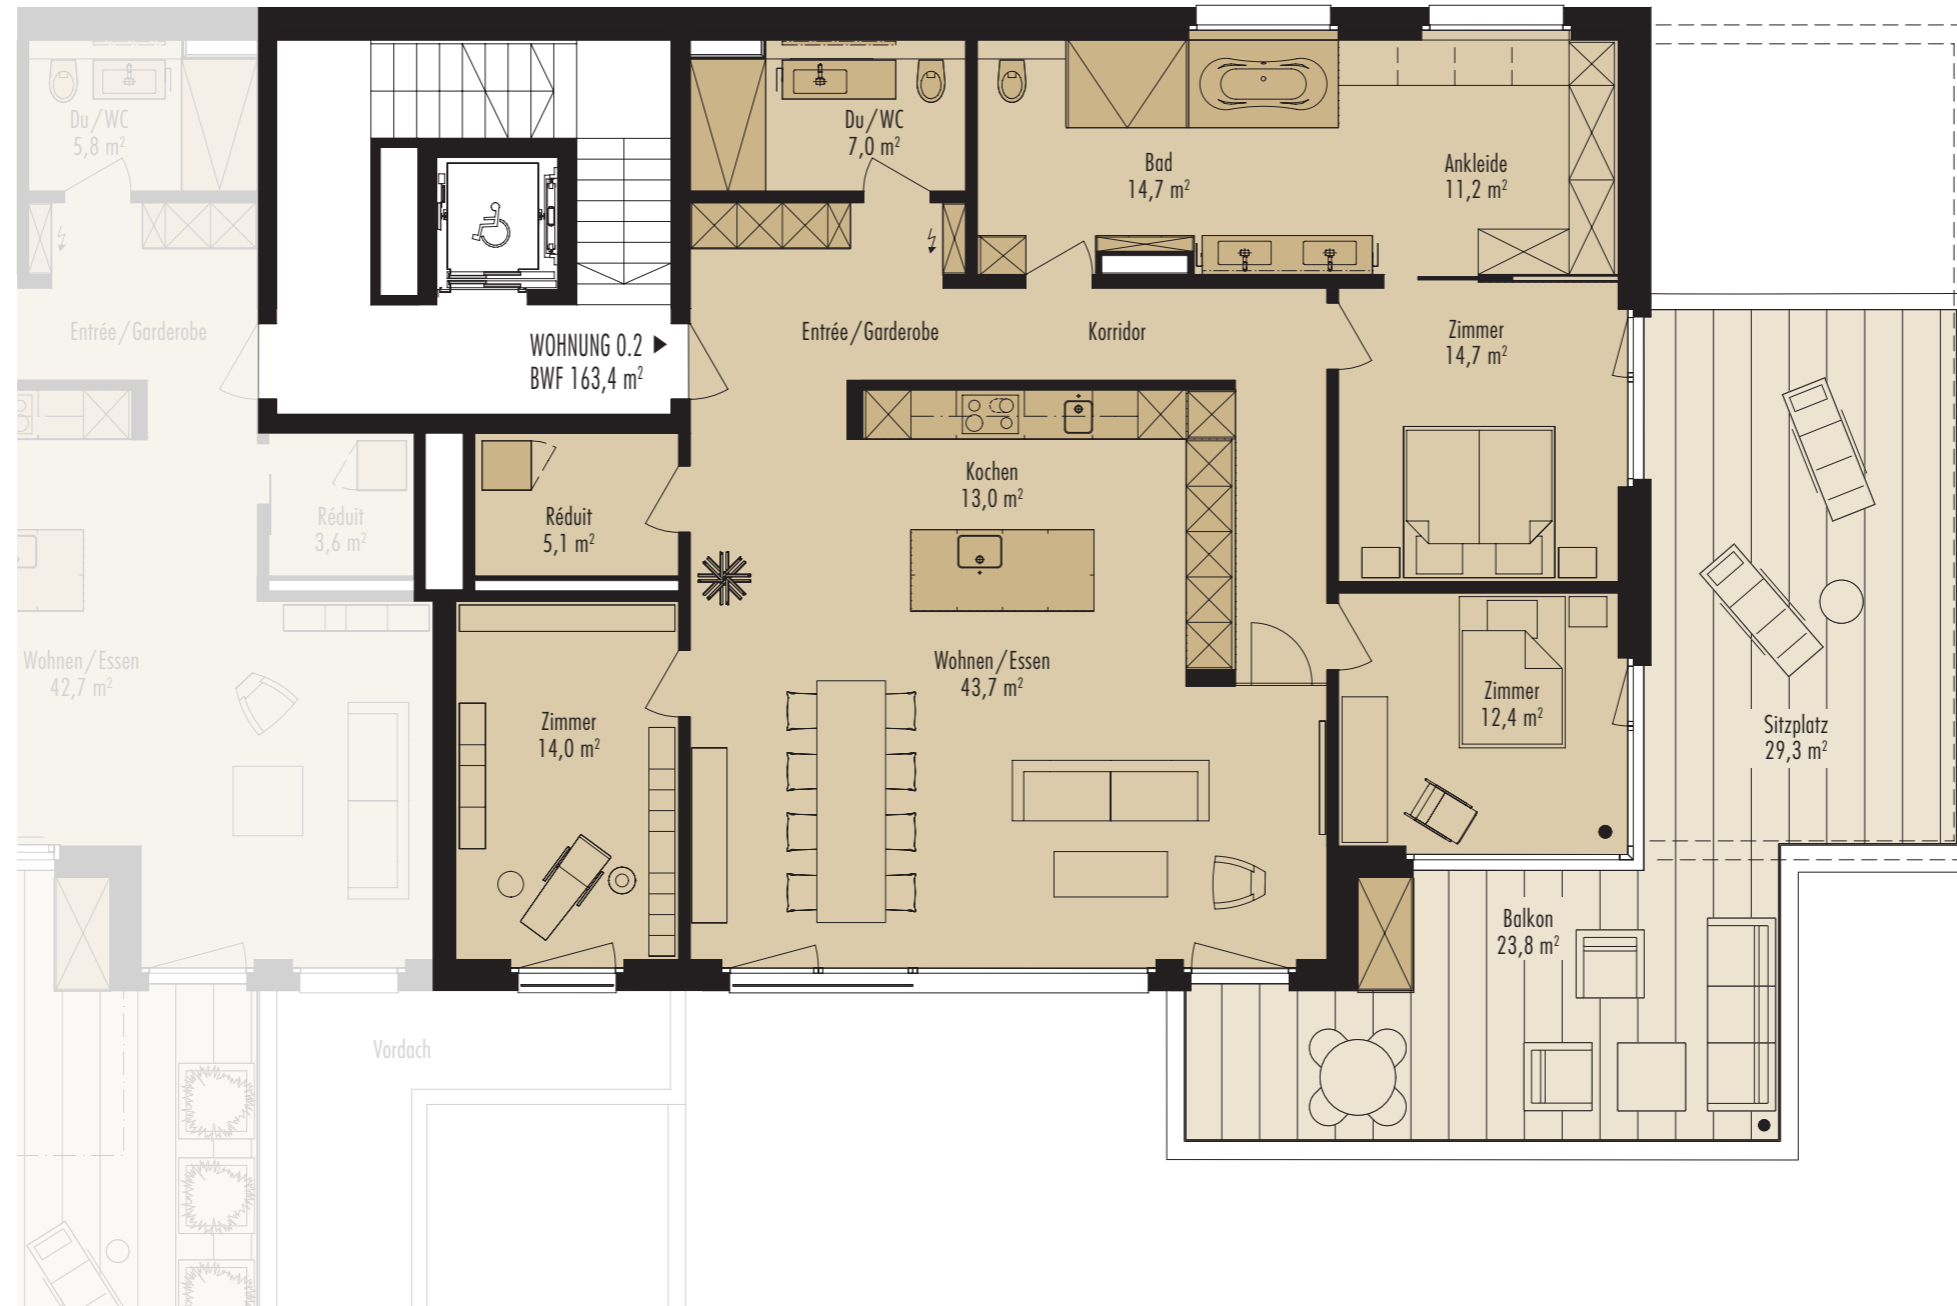 Du/WC
5,8 m²
Du/WC
7,0 m²
Bad
14,7 m²
Ankleide
11,2 m²
Entrée/Garderobe
WOHNUNG 0.2
BWF 163,4 m²
Entrée/Garderobe
Korridor
Zimmer
14,7 m²
Kochen
13,0 m²
Réduit
3,6 m²
Réduit
5,1 m²
Wohnen/Essen
42,7 m²
Wohnen/Essen
43,7 m²
Zimmer
14,0 m²
Zimmer
12,4 m²
Sitzplatz
29,3 m²
Balkon
23,8 m²
Vordach